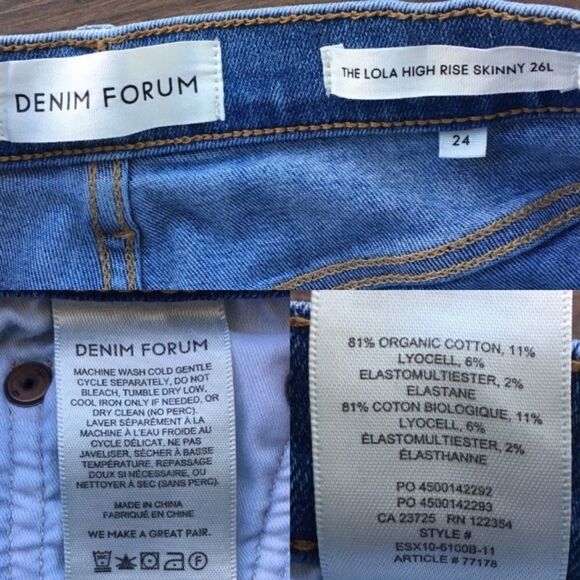 DENIM FORUM
THE LOLA HIGH RISE SKINNY 26L
24
DENIM FORUM
MACHINE WASH COLD GENTLE
CYCLE SEPARATELY, DO NOT
BLEACH, TUMBLE DRY LOW.
COOL IRON ONLY IF NEEDED, OR
DRY CLEAN (NO PERC).
LAVER SÉPARÉMENT À LA
MACHINE À L'EAU FROIDE AU
CYCLE DÉLICAT, NE PAS
JAVELISER, SÉCHER À BASSE
TEMPÉRATURE, REPASSAGE
DOUX SI NÉCESSAIRE, OU
NETTOYER À SEC (SANS PERC).
MADE IN CHINA
FABRIQUÉ EN CHINE
WE MAKE A GREAT PAIR.
81% ORGANIC COTTON, 11%
LYOCELL, 6%
ELASTOMULTIESTER, 2%
ELASTANE
81% COTON BIOLOGIQUE, 11%
LYOCELL, 6%
ÉLASTOMULTIESTER, 2%
ÉLASTHANNE
PO 4500142292
PO 4500142293
CA 23725 RN 122354
STYLE #
ESX10-6100B-11
ARTICLE # 77178